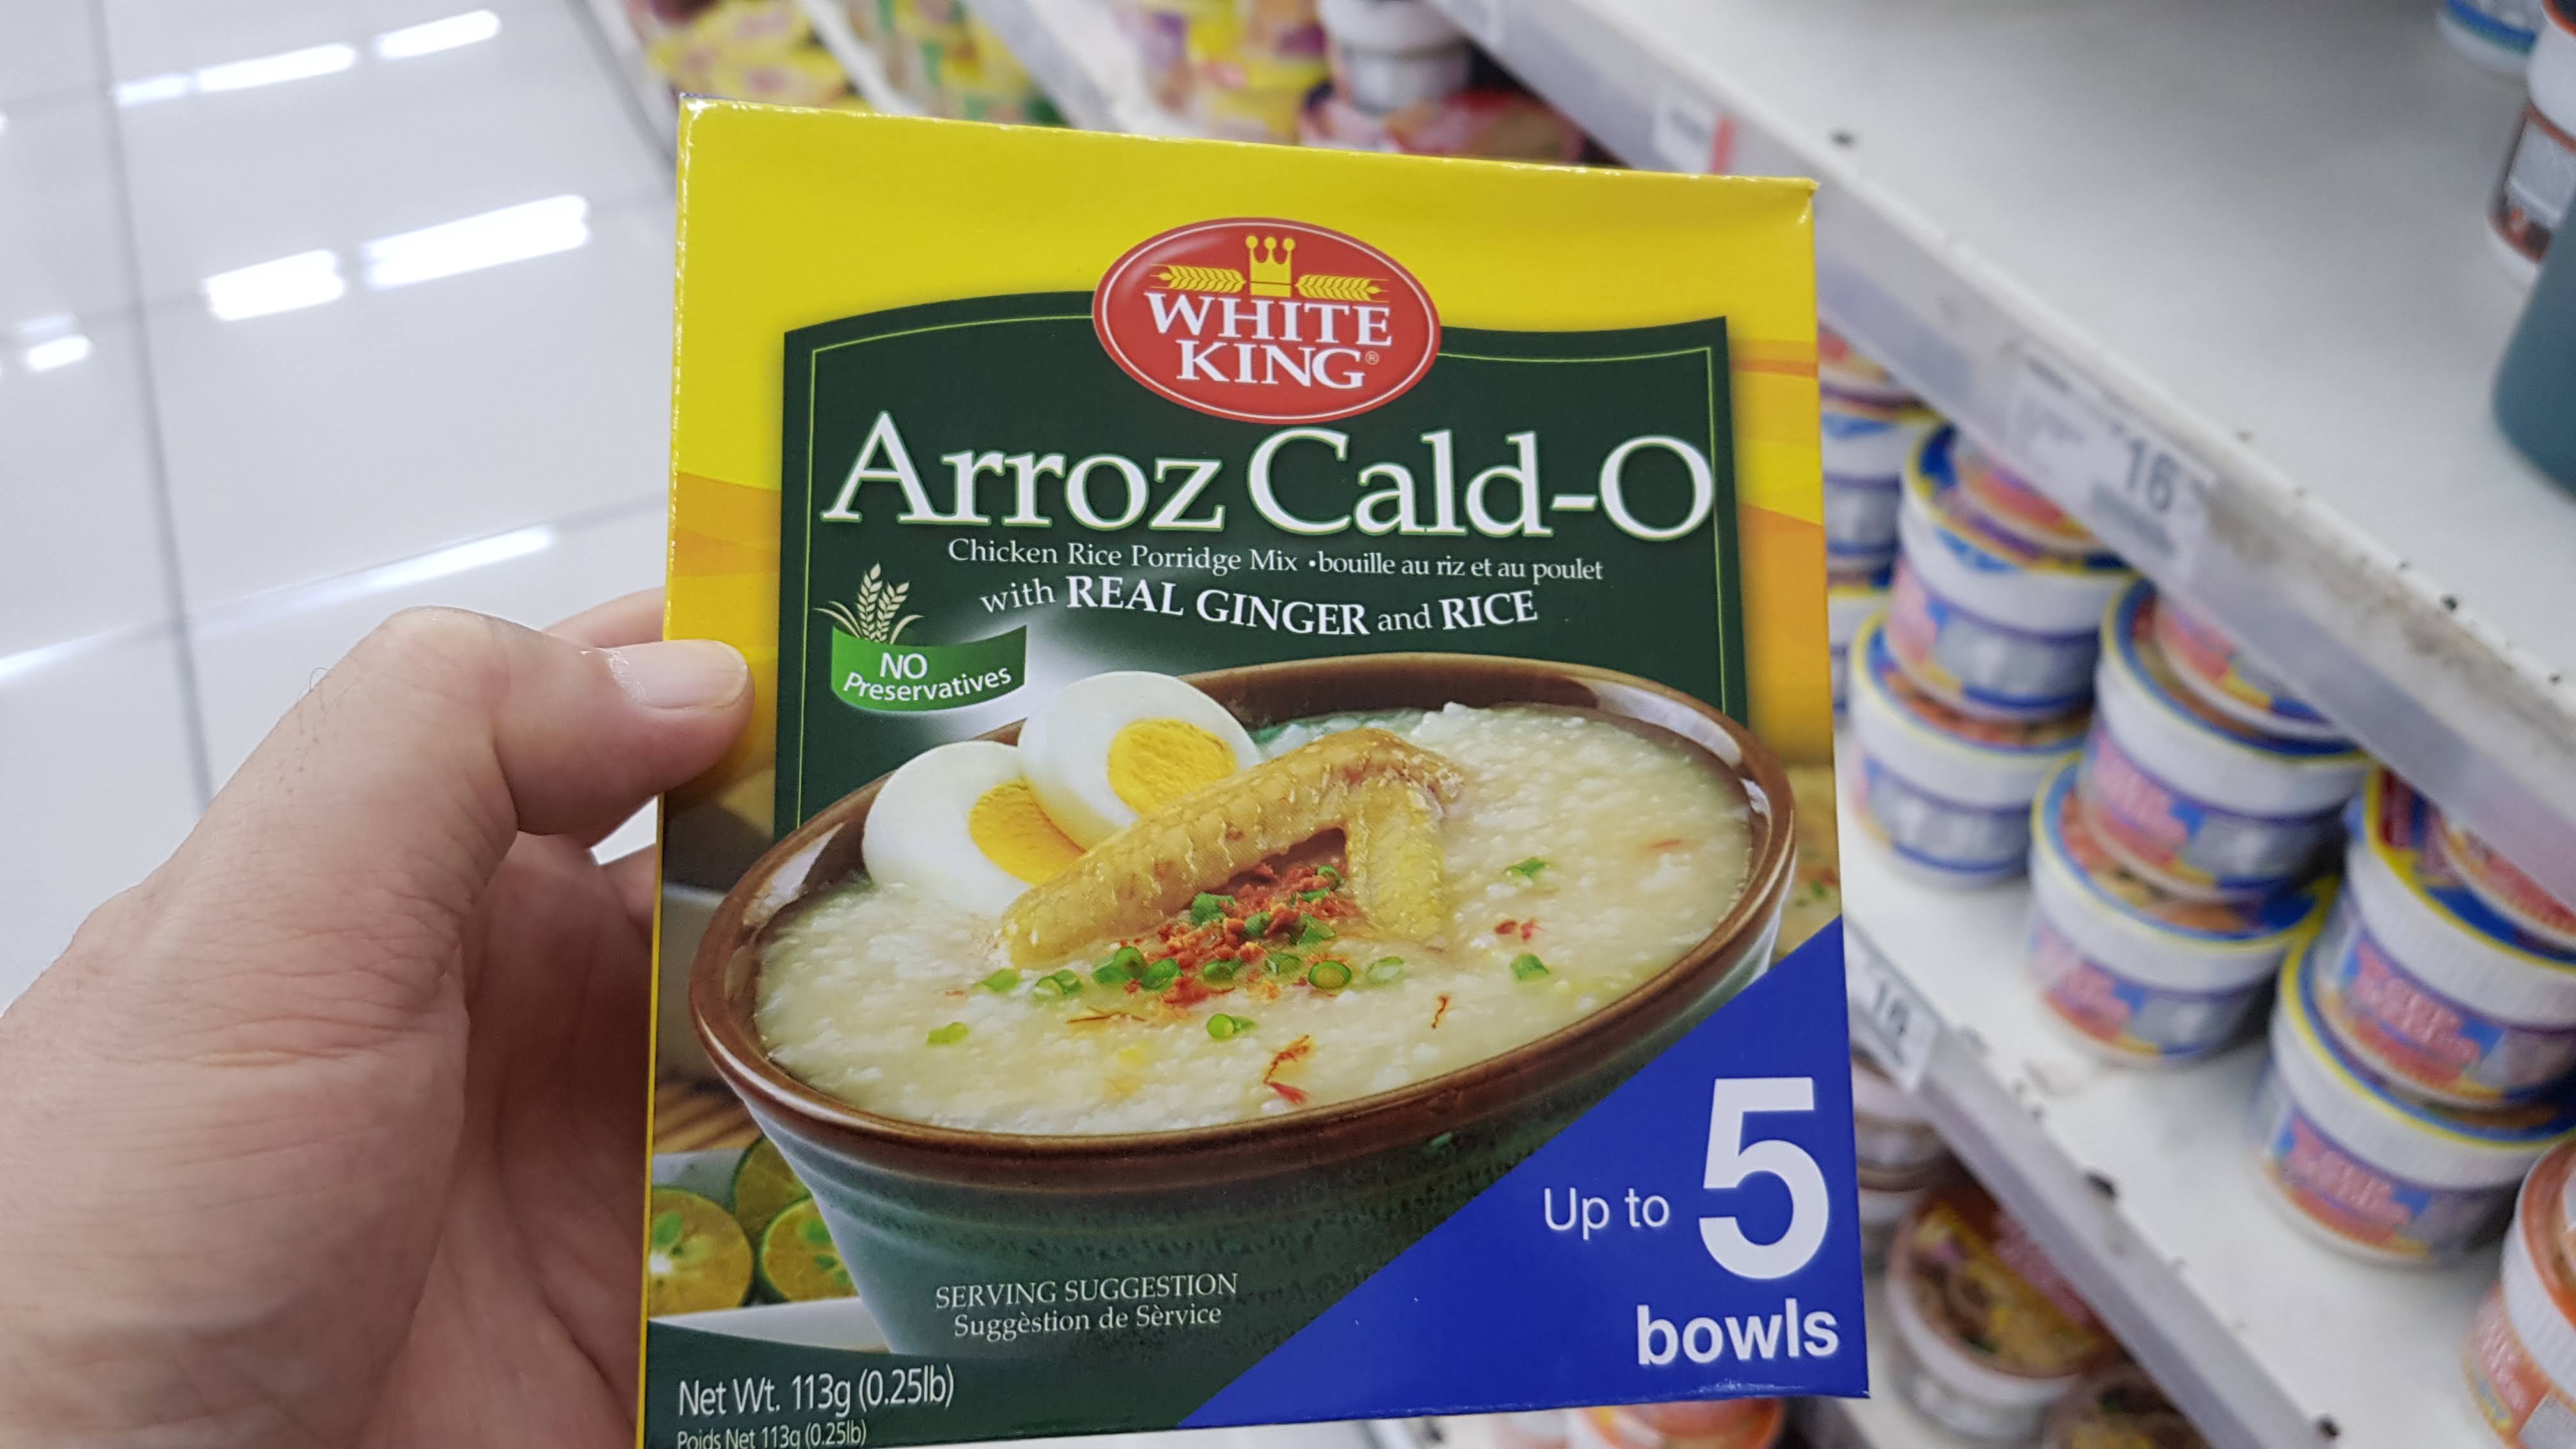 WHITE
KING®
Arroz Cald-O
Chicken Rice Porridge Mix •bouille au riz et au poulet
with REAL GINGER and RICE
NO
Preservatives
Up to 5
bowls
SERVING SUGGESTION
Suggèstion de Sèrvice
Net Wt. 113g (0.25lb)
Poids Net 113g (0.25lb)
16
16